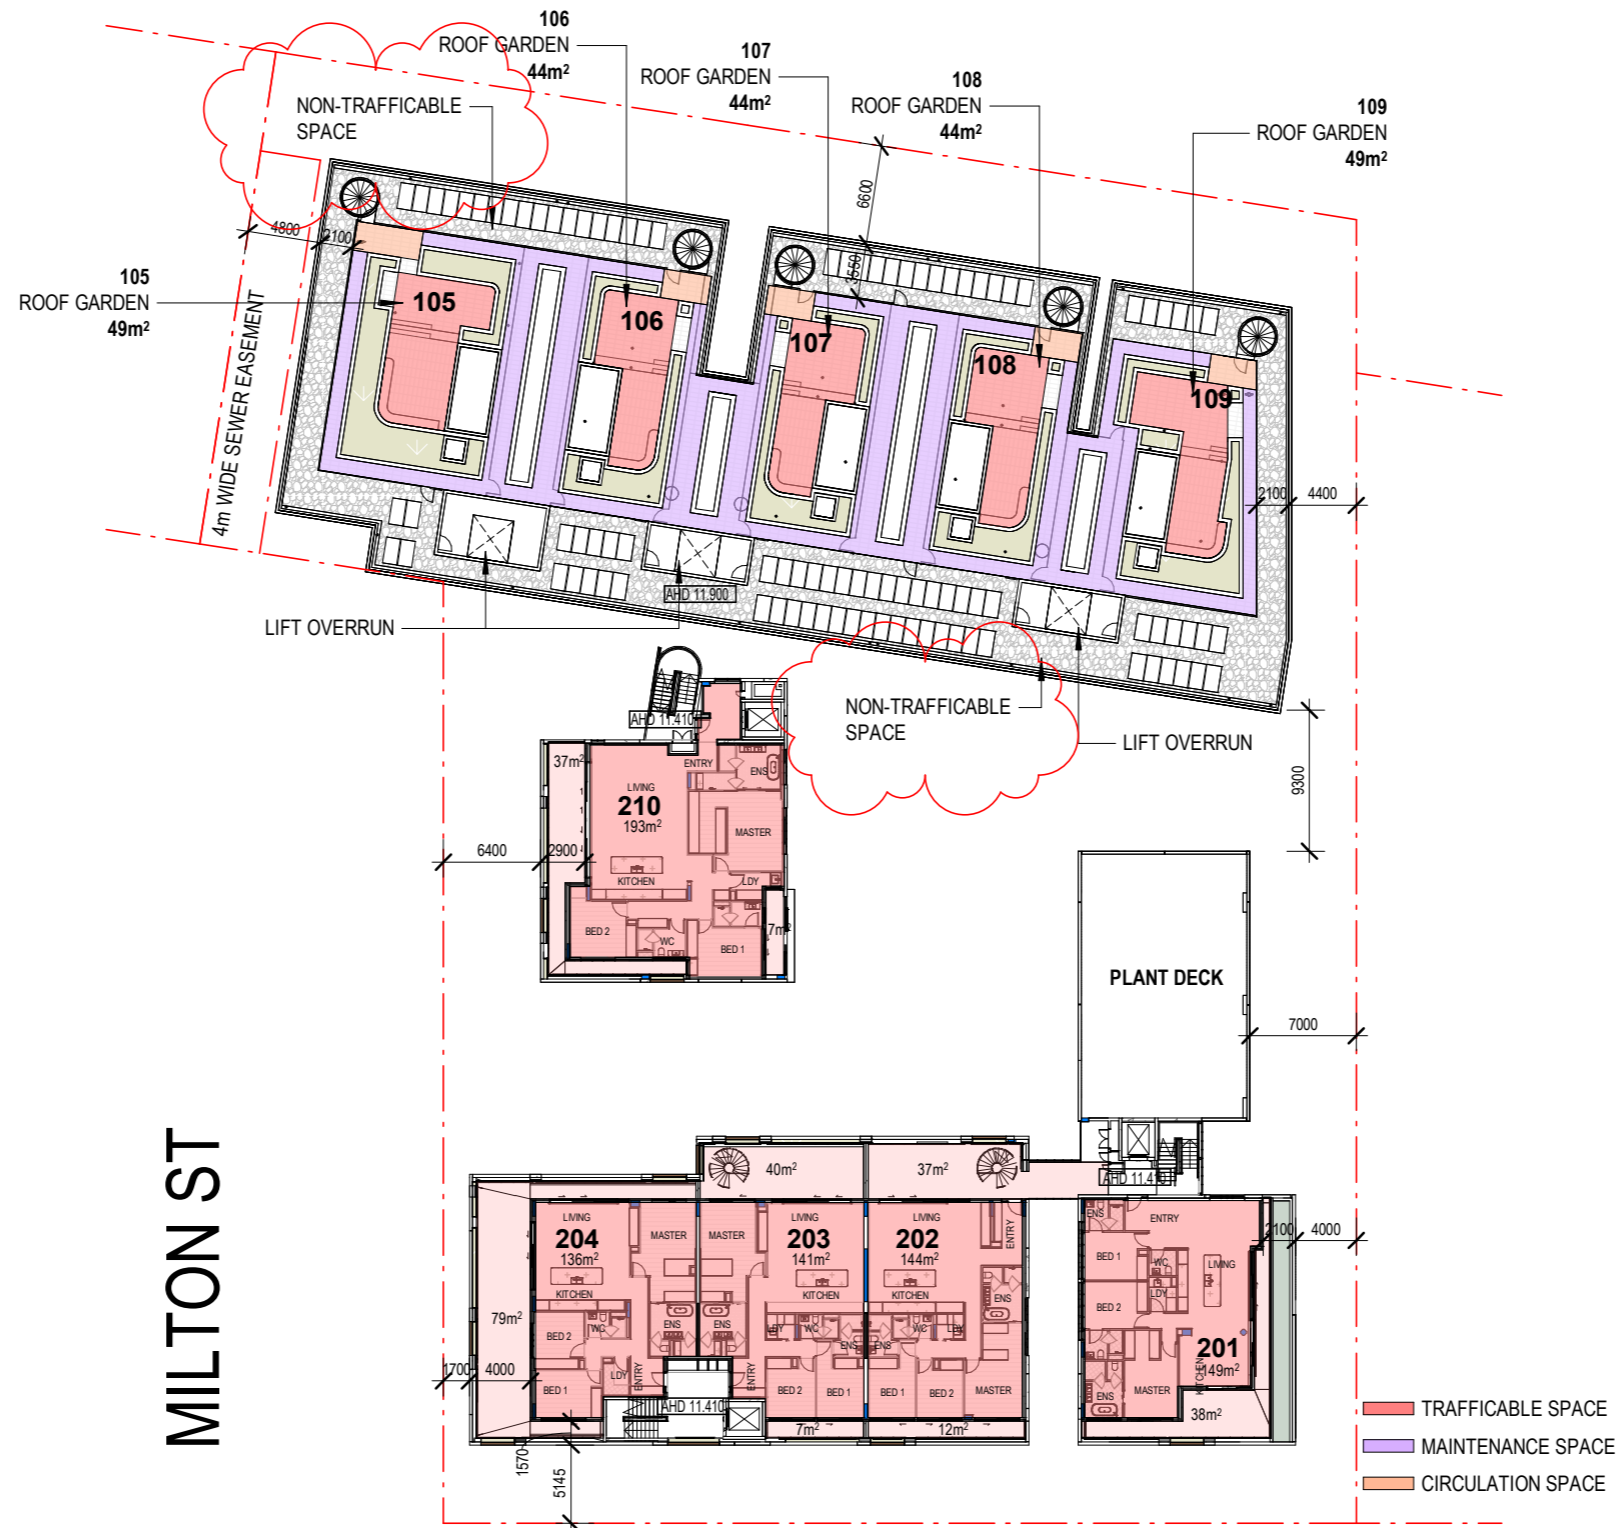 106
ROOF GARDEN
44m²
107
ROOF GARDEN
44m²
108
ROOF GARDEN
44m²
109
ROOF GARDEN
49m²
NON-TRAFFICABLE
SPACE
6600
3550
4800
2100
105
ROOF GARDEN
49m²
4m WIDE SEWER EASEMENT
105
106
107
108
109
2100
4400
AHD 11.900
LIFT OVERRUN
NON-TRAFFICABLE
SPACE
LIFT OVERRUN
9300
AHD 11.410
37m²
ENTRY
ENS
LIVING
210
193m²
MASTER
6400
2900
KITCHEN
LDY
BED 2
WC
BED 1
7m²
PLANT DECK
7000
MILTON ST
40m²
37m²
AHD 11.410
LIVING
204
136m²
MASTER
MASTER
LIVING
203
141m²
LIVING
202
144m²
ENTRY
KITCHEN
KITCHEN
KITCHEN
ENS
79m²
BED 2
WC
ENS
ENS
LDY
WC
ENS
ENS
WC
LDY
1700
4000
BED 1
LDY
ENTRY
ENTRY
BED 2
BED 1
BED 1
BED 2
MASTER
AHD 11.410
7m²
12m²
1570
5145
ENS
ENTRY
2100
4000
BED 1
WC
LIVING
LDY
BED 2
201
149m²
KITCHEN
ENS
MASTER
38m²
TRAFFICABLE SPACE
MAINTENANCE SPACE
CIRCULATION SPACE